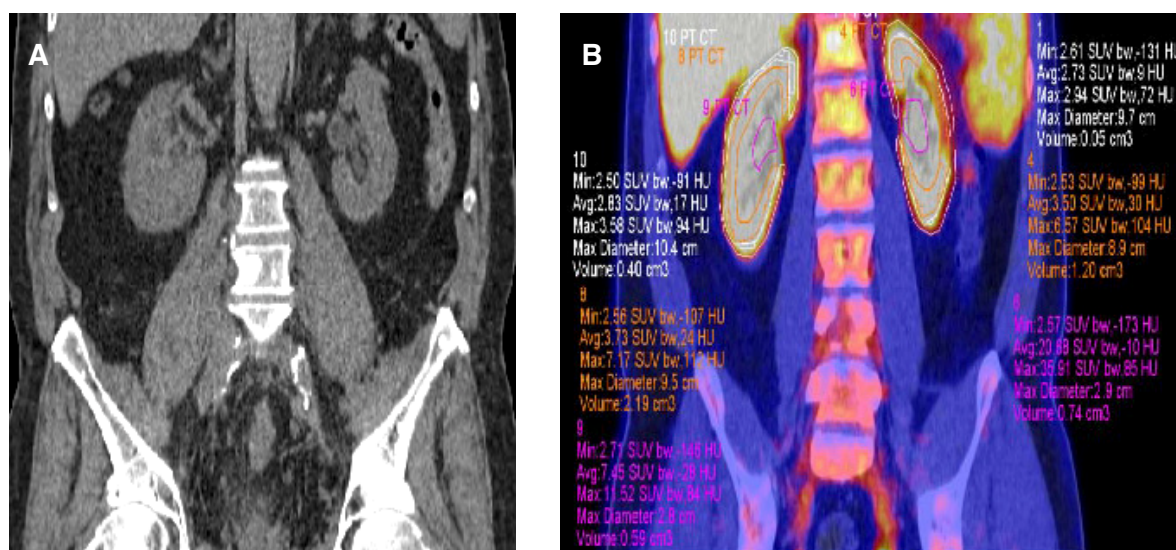 A
B
10 PT CT
8 PT CT
9 PT CT
6 PT CT
1
Min:2.61 SUV bw,-131 HU
Avg:2.73 SUV bw,9 HU
Max:2.94 SUV bw,72 HU
Max Diameter:9.7 cm
Volume:0.05 cm3
4
Min:2.53 SUV bw,-99 HU
Avg:3.50 SUV bw,30 HU
Max:6.57 SUV bw,104 HU
Max Diameter:8.9 cm
Volume:1.20 cm3
10
Min:2.50 SUV bw,-91 HU
Avg:2.83 SUV bw,17 HU
Max:3.58 SUV bw,94 HU
Max Diameter:10.4 cm
Volume:0.40 cm3
8
Min:2.56 SUV bw,-107 HU
Avg:3.73 SUV bw,24 HU
Max:7.17 SUV bw,112 HU
Max Diameter:9.5 cm
Volume:2.19 cm3
6
Min:2.57 SUV bw,-173 HU
Avg:20.88 SUV bw,-10 HU
Max:35.91 SUV bw,85 HU
Max Diameter:2.9 cm
Volume:0.74 cm3
9
Min:2.71 SUV bw,-146 HU
Avg:7.45 SUV bw,-28 HU
Max:11.52 SUV bw,84 HU
Max Diameter:2.8 cm
Volume:0.59 cm3